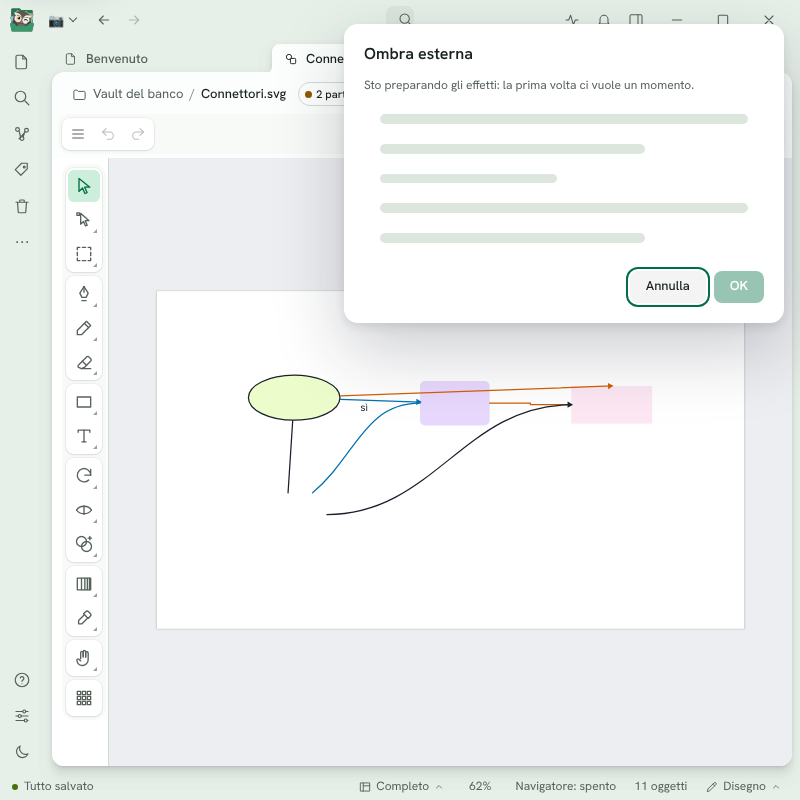 Benvenuto
Conne
Vault del banco / Connettori.svg
2 part
Ombra esterna
Sto preparando gli effetti: la prima volta ci vuole un momento.
Annulla
OK
sì
Tutto salvato
Completo
62%
Navigatore: spento
11 oggetti
Disegno